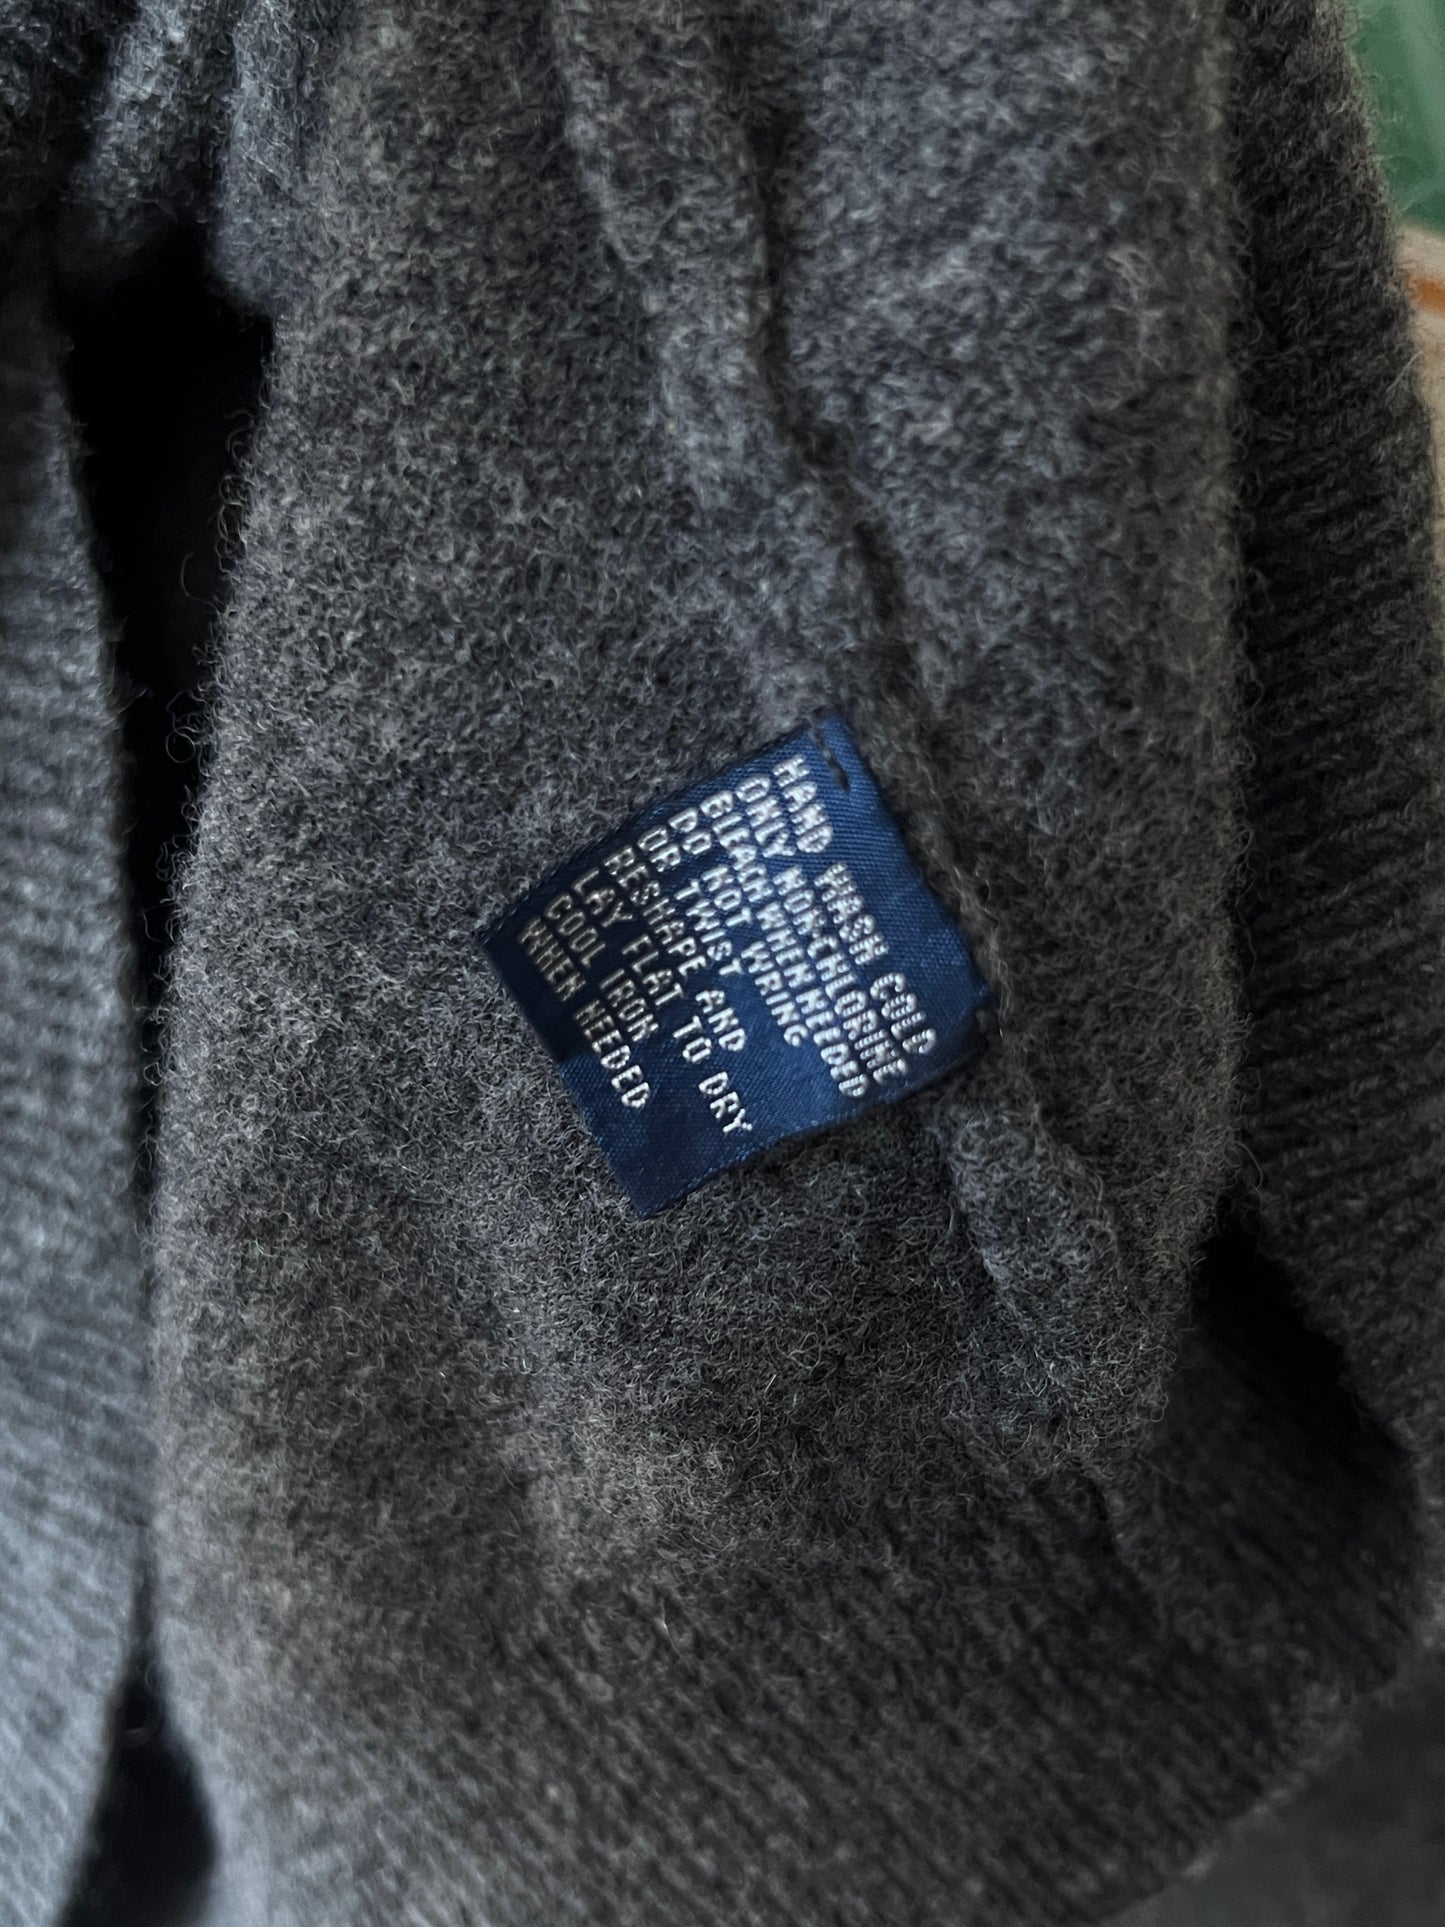 HAND WASH COLD
ONLY NON-CHLORINE
BLEACH WHEN NEEDED
DO NOT WRING
OR TWIST
RESHAPE AND
LAY FLAT TO DRY
COOL IRON
WHEN NEEDED